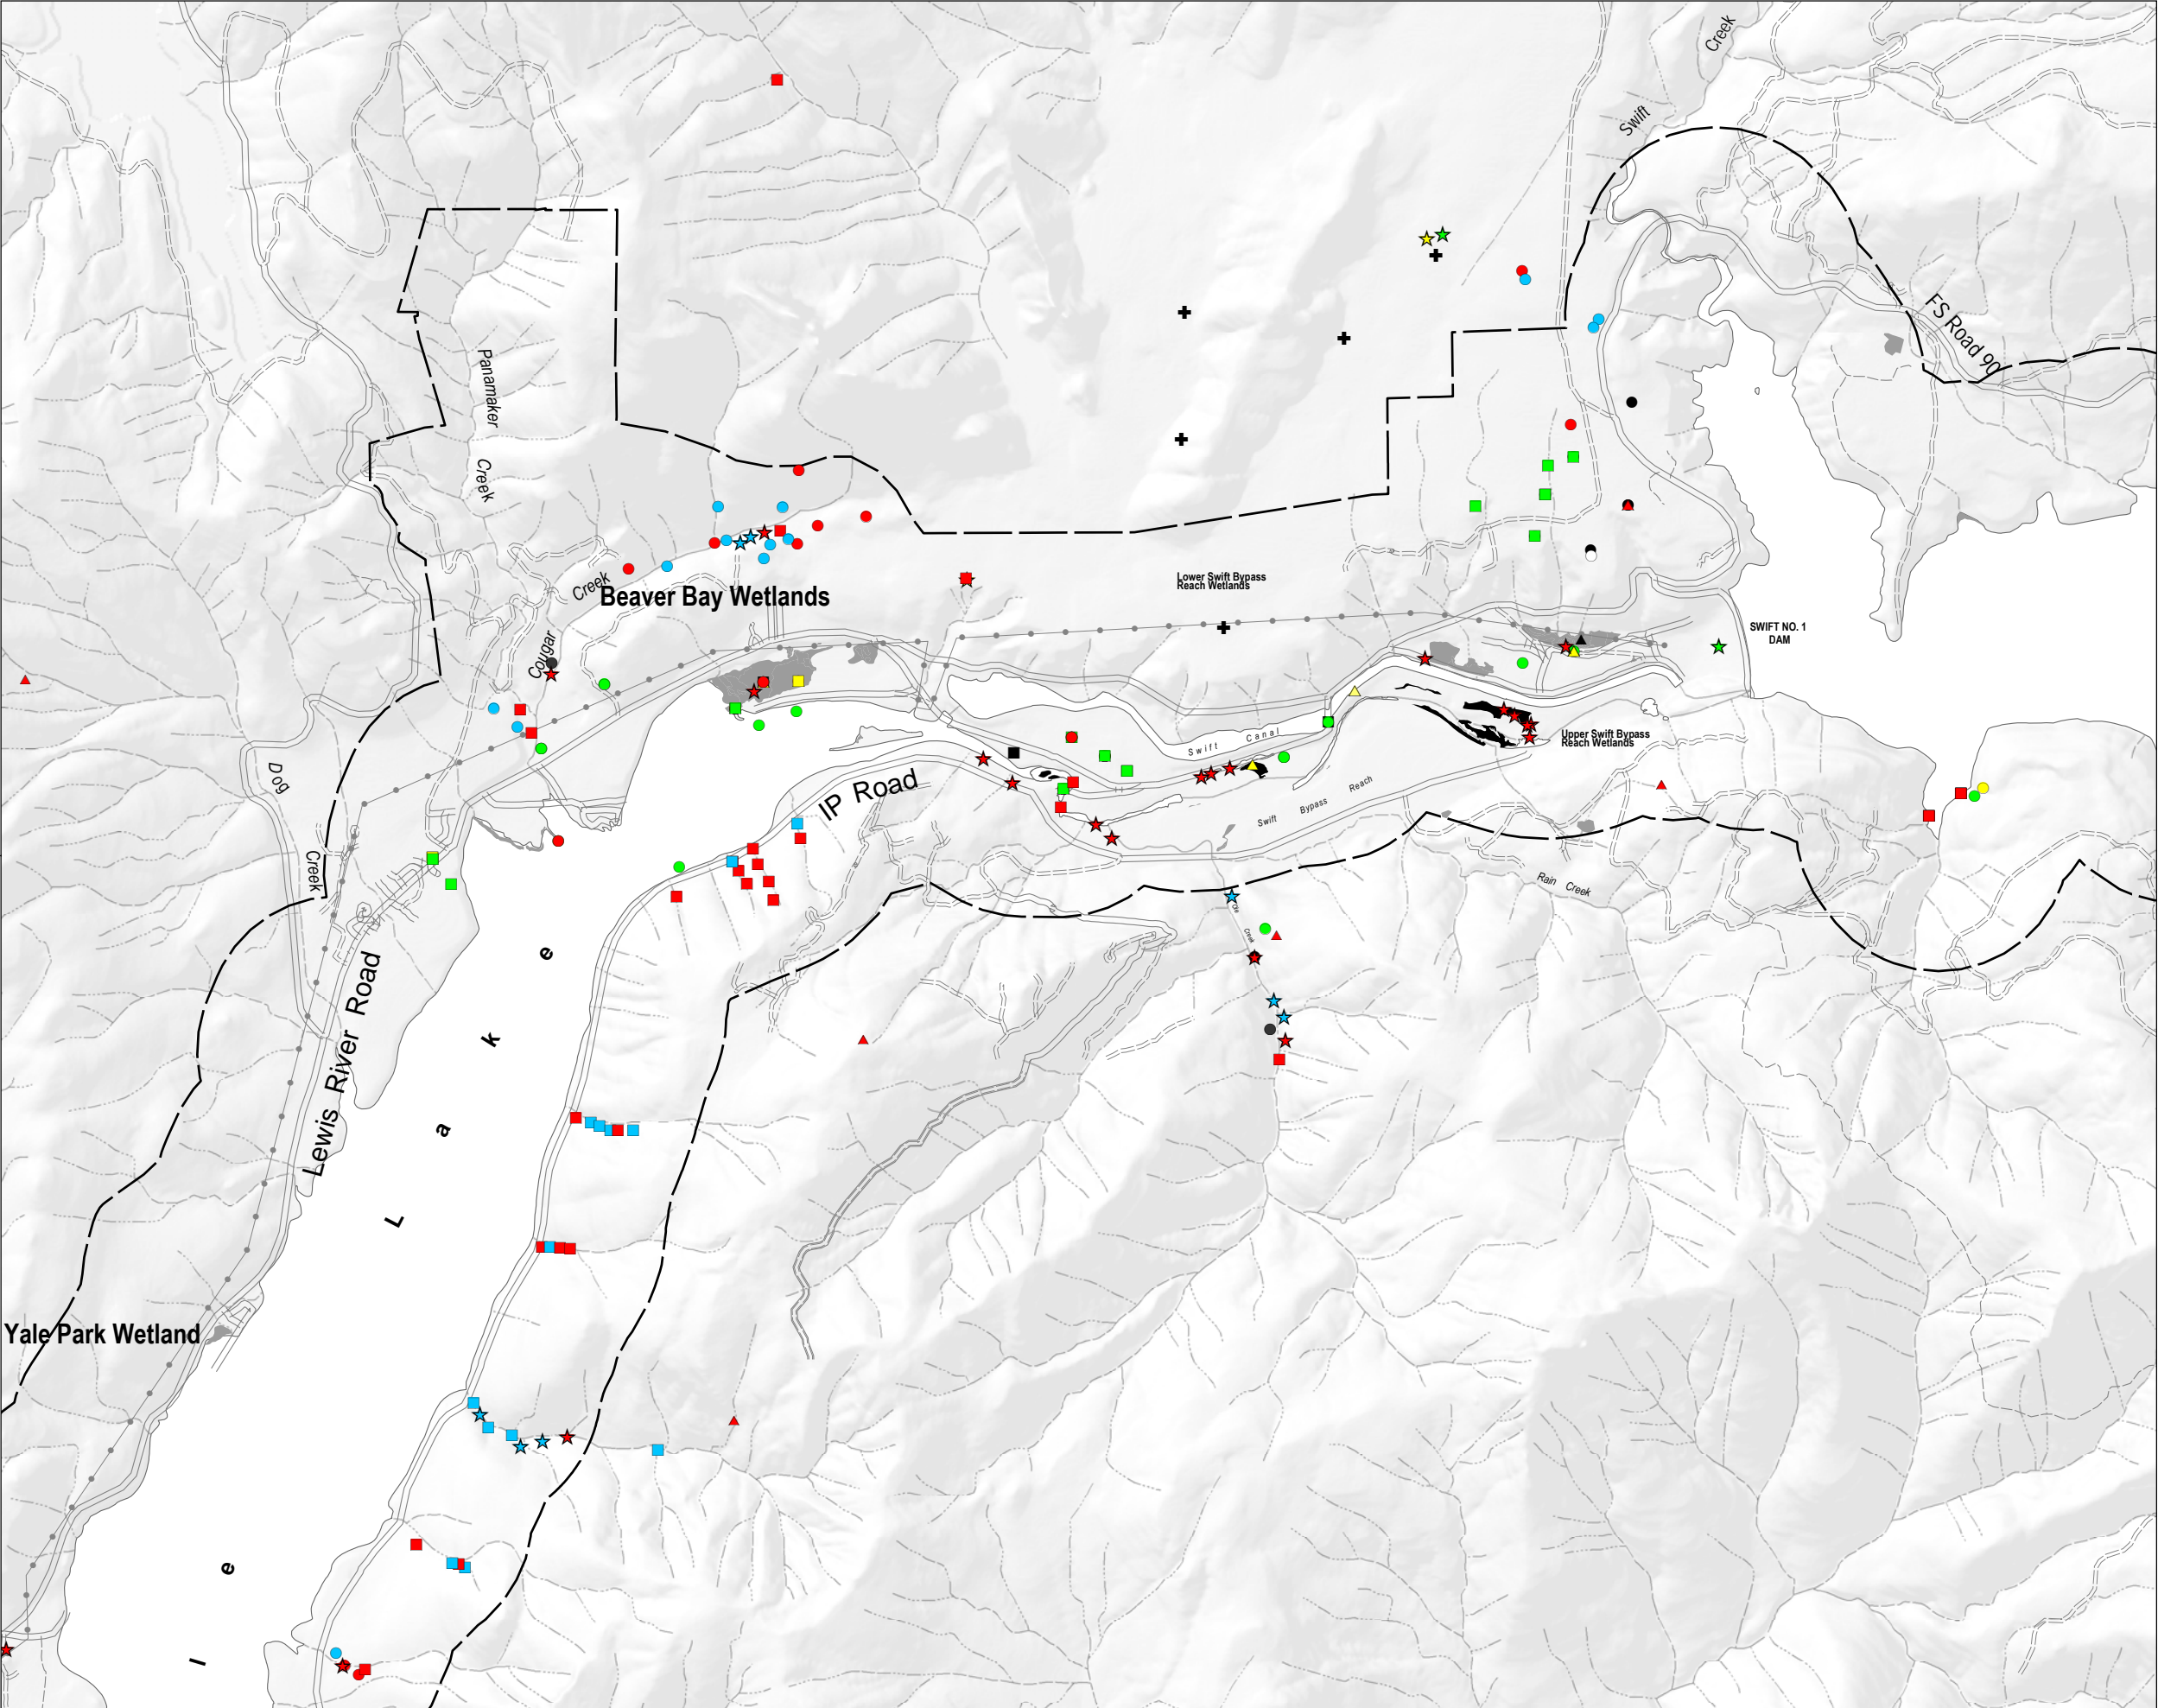 Creek
Swift
FS Road 90
Panamaker
Creek
Lower Swift Bypass
Reach Wetlands
Creek
Beaver Bay Wetlands
Cougar
SWIFT NO. 1
DAM
Upper Swift Bypass
Reach Wetlands
Swift Canal
Dog
Creek
IP Road
Swift Bypass Reach
Rain Creek
Ole
Creek
Lewis River Road
L a k e
Yale Park Wetland
l e